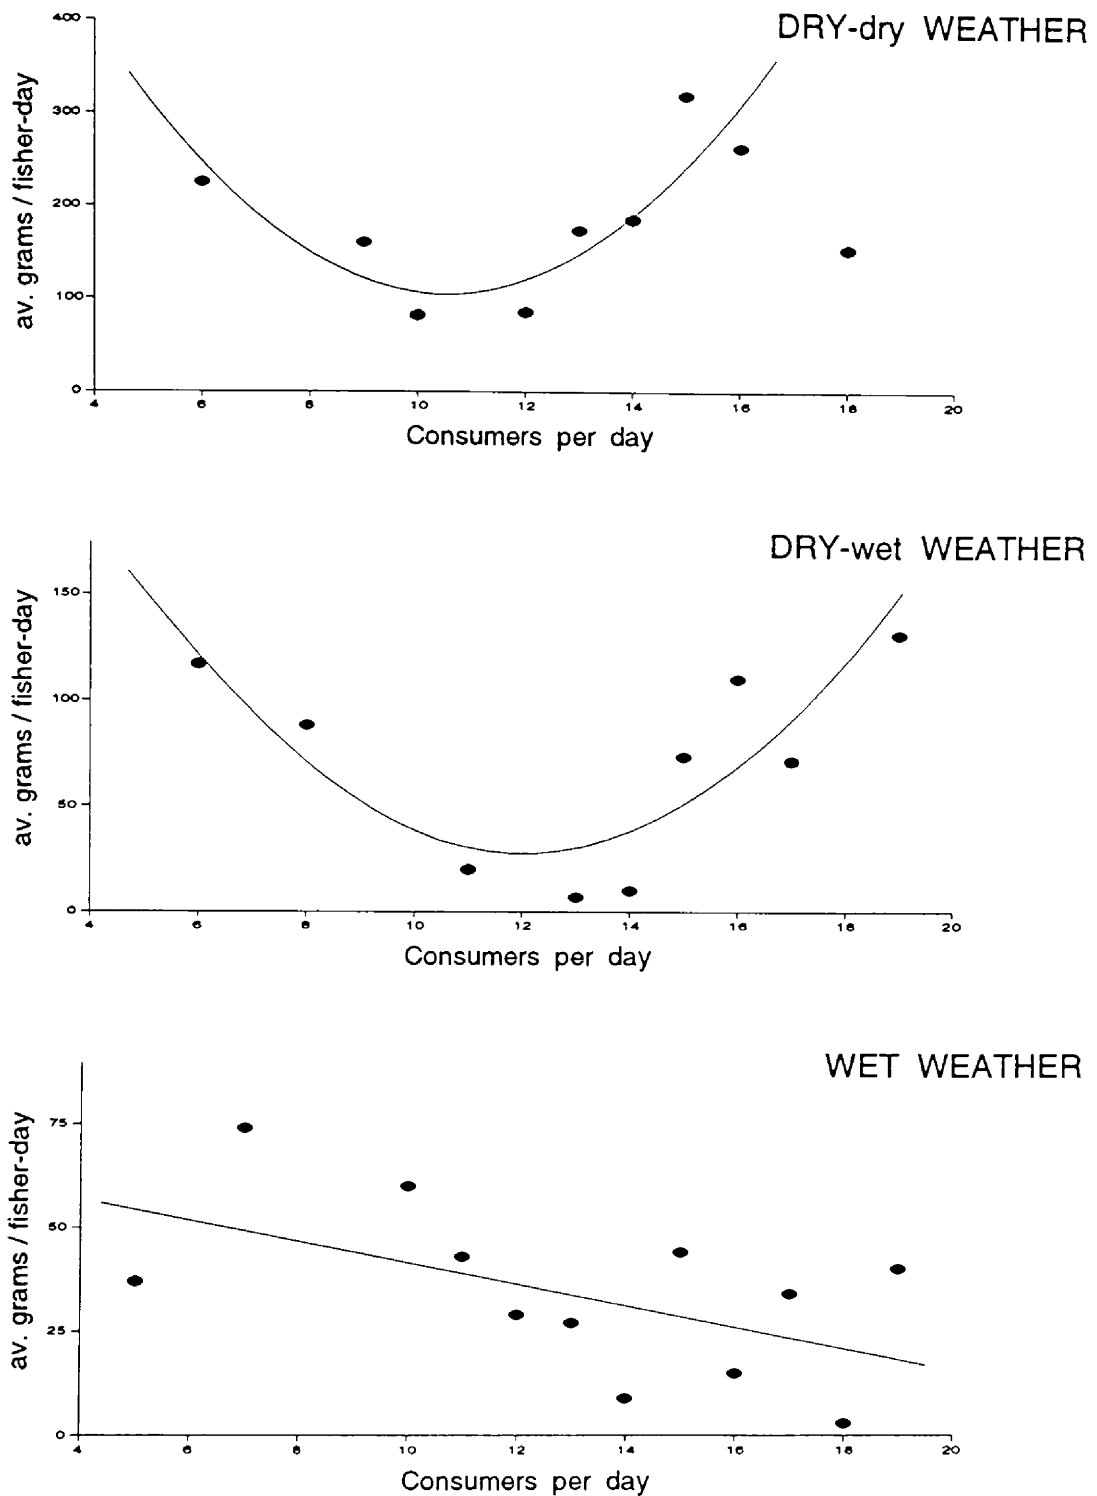 DRY-dry WEATHER
400
300
200
100
0
av. grams / fisher-day
4 6 8 10 12 14 16 18 20
Consumers per day
DRY-wet WEATHER
150
100
50
0
av. grams / fisher-day
4 6 8 10 12 14 16 18 20
Consumers per day
WET WEATHER
75
50
25
0
av. grams / fisher-day
4 6 8 10 12 14 16 18 20
Consumers per day